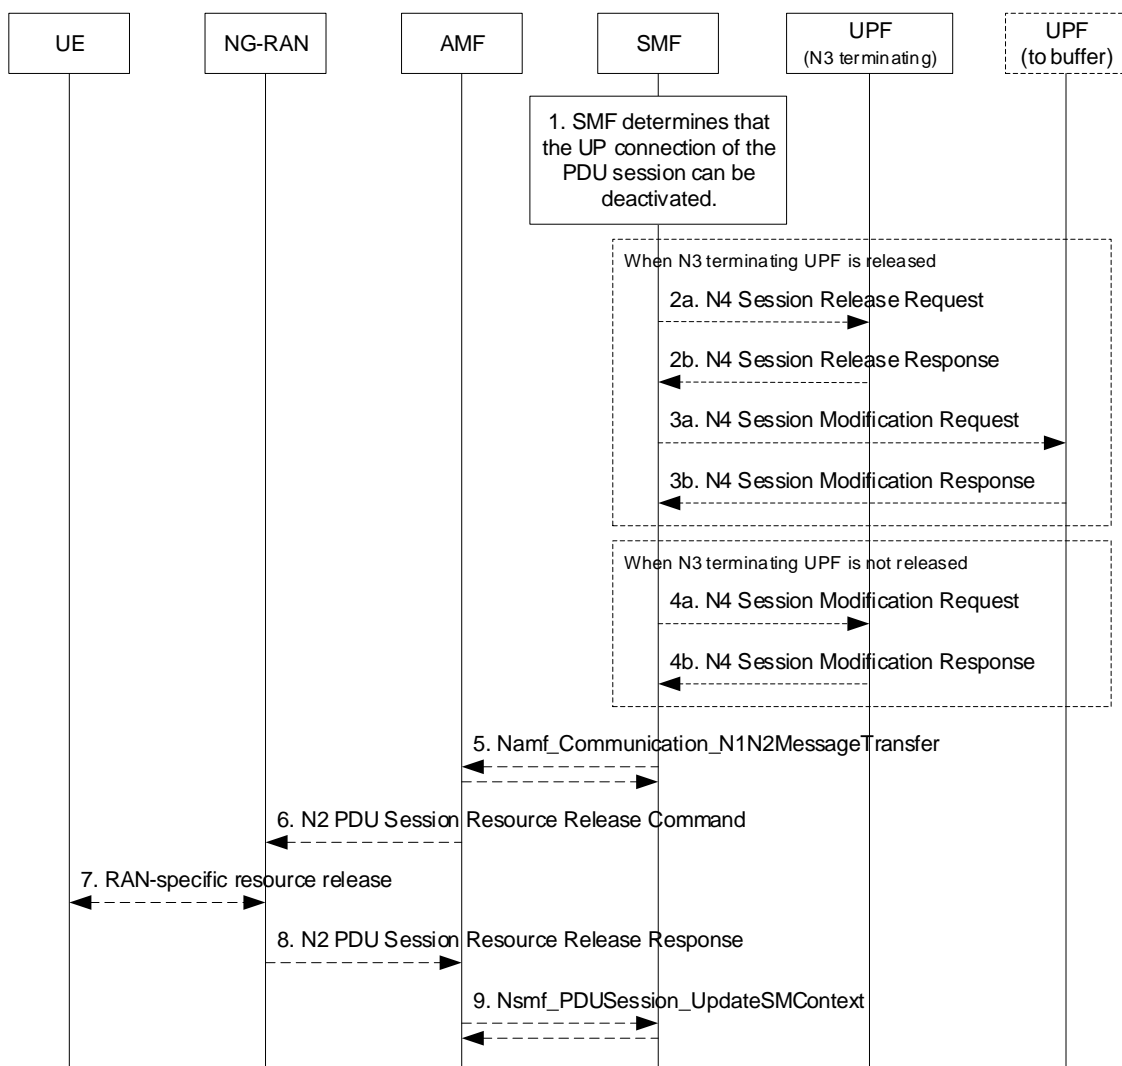 UE
NG-RAN
AMF
SMF
UPF
(N3 terminating)
UPF
(to buffer)
1. SMF determines that
the UP connection of the
PDU session can be
deactivated.
When N3 terminating UPF is released
2a. N4 Session Release Request
2b. N4 Session Release Response
3a. N4 Session Modification Request
3b. N4 Session Modification Response
When N3 terminating UPF is not released
4a. N4 Session Modification Request
4b. N4 Session Modification Response
5. Namf_Communication_N1N2MessageTransfer
6. N2 PDU Session Resource Release Command
7. RAN-specific resource release
8. N2 PDU Session Resource Release Response
9. Nsmf_PDUSession_UpdateSMContext